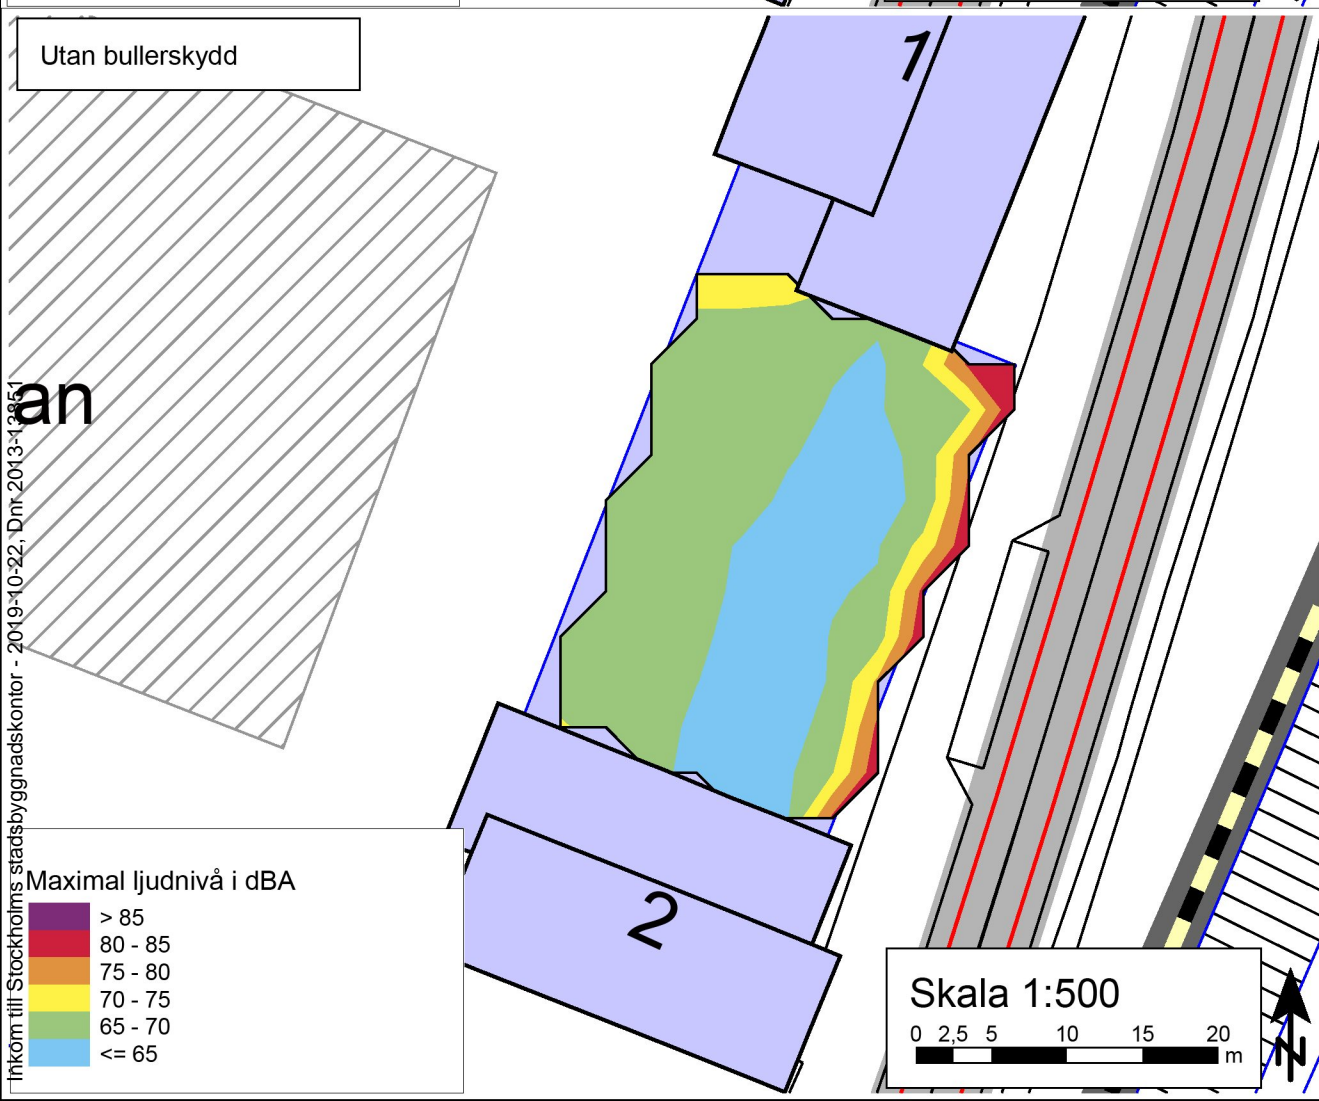 Utan bullerskydd
1
an
Inkom till Stockholms stadsbyggnadskontor - 2019-10-22, Dnr 2013-13851
2
Maximal ljudnivå i dBA
> 85
80 - 85
75 - 80
70 - 75
65 - 70
<= 65
Skala 1:500
0 2,5 5 10 15 20
m
N